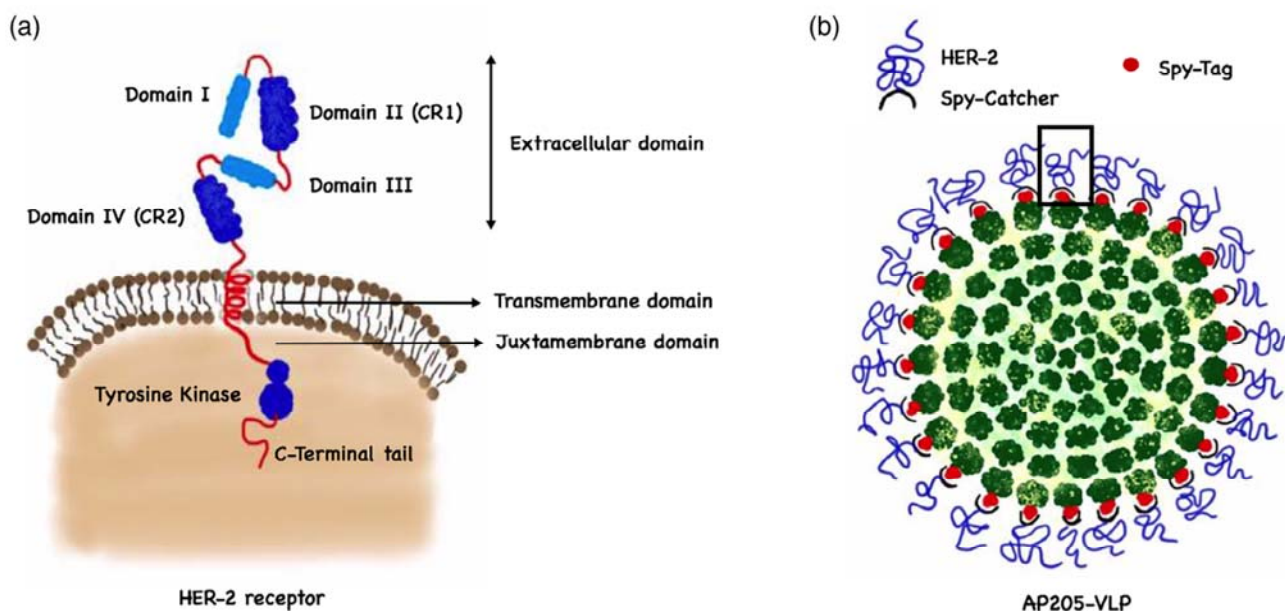 (a)
Domain I
Domain II (CR1)
Extracellular domain
Domain III
Domain IV (CR2)
Transmembrane domain
Juxtamembrane domain
Tyrosine Kinase
C-Terminal tail
HER-2 receptor
(b)
HER-2
Spy-Tag
Spy-Catcher
AP205-VLP